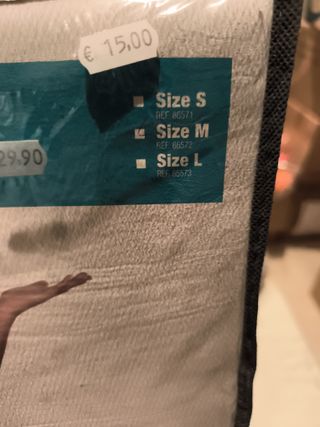 € 15,00
Size S
REF 86571
Size M
REF 86572
29.90
Size L
REF 86573